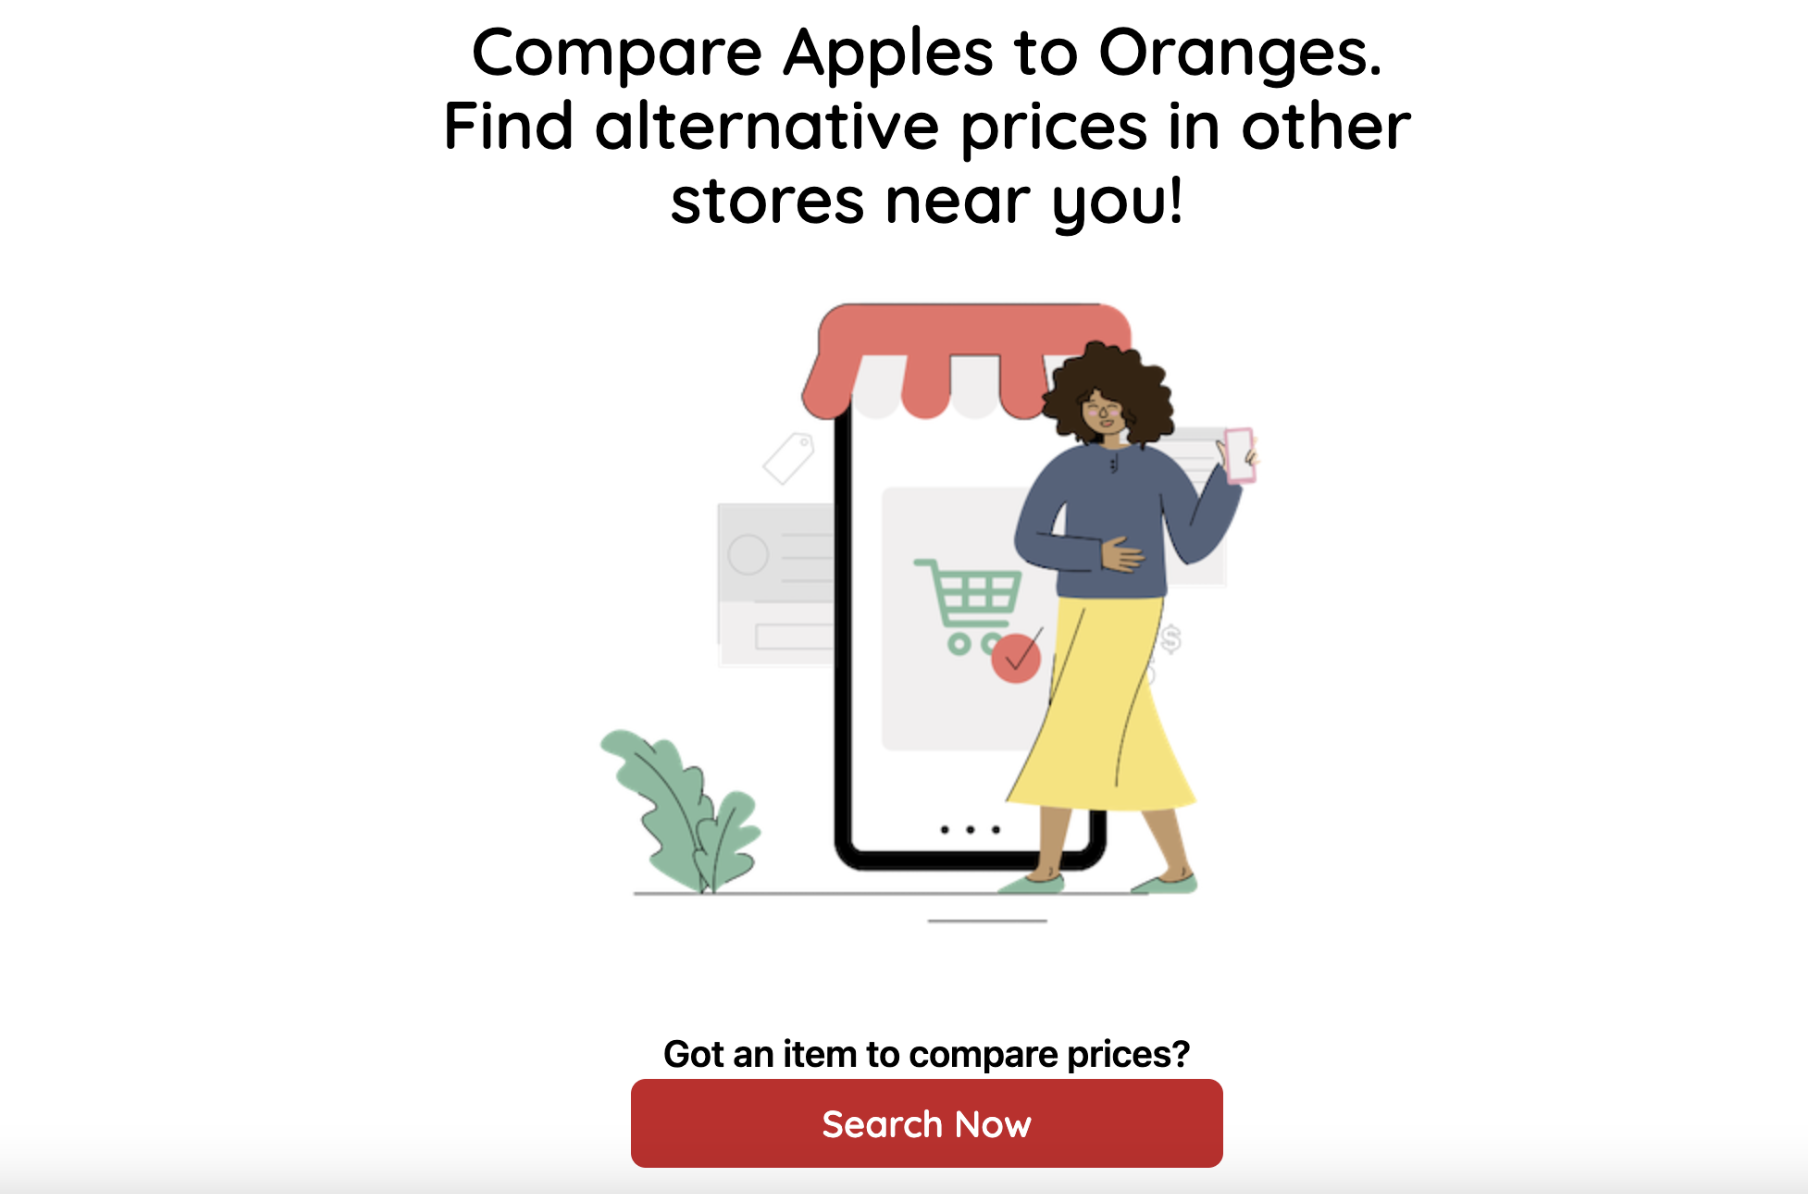 Compare Apples to Oranges.
Find alternative prices in other
stores near you!
$
Got an item to compare prices?
Search Now